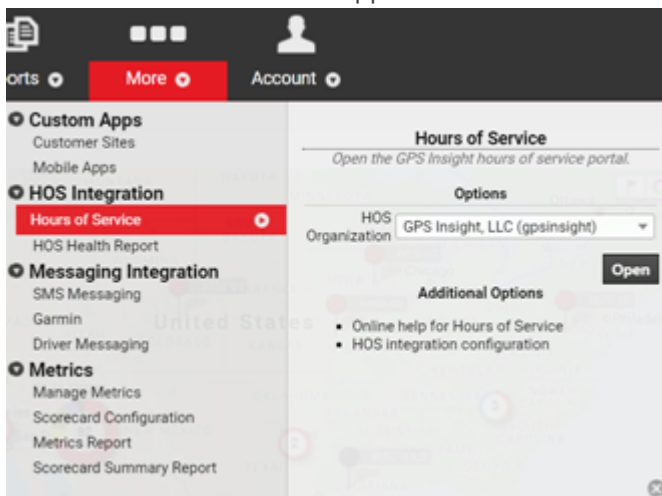 orts
More
Account
Custom Apps
Customer Sites
Mobile Apps
HOS Integration
Hours of Service
HOS Health Report
Messaging Integration
SMS Messaging
Garmin
Driver Messaging
Metrics
Manage Metrics
Scorecard Configuration
Metrics Report
Scorecard Summary Report
Hours of Service
Open the GPS Insight hours of service portal.
Options
HOS
Organization
GPS Insight, LLC (gpsinsight)
Open
Additional Options
Online help for Hours of Service
HOS integration configuration
United States
2
2